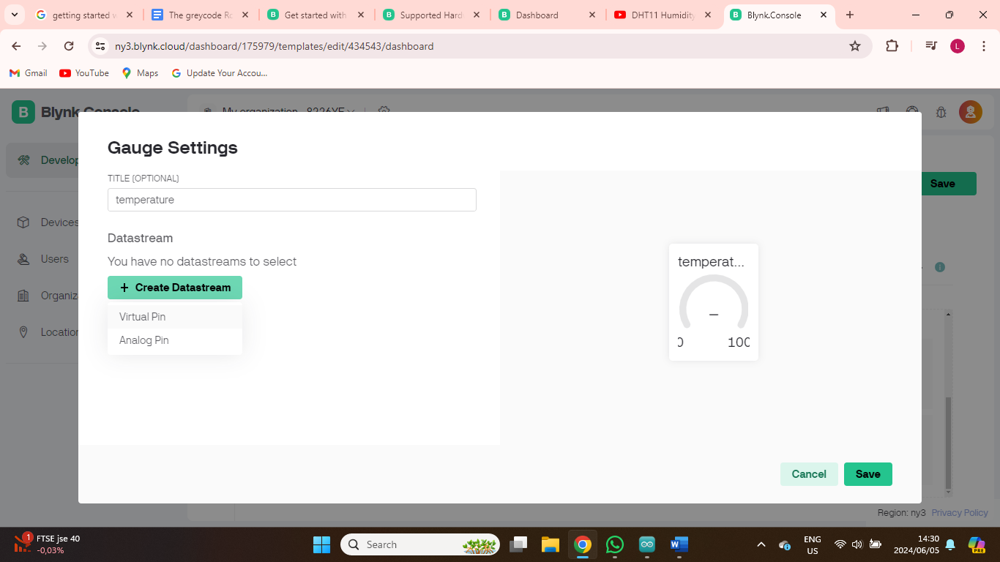 getting started w
The greycode Ro
Get started with
Supported Hard
Dashboard
DHT11 Humidity
Blynk.Console
ny3.blynk.cloud/dashboard/175979/templates/edit/434543/dashboard
L
Gmail
YouTube
Maps
Update Your Accou...
B
Blynk Console
My organization - 8226YE
Develop
Save
Devices
Users
Organiz
Location
Gauge Settings
TITLE (OPTIONAL)
temperature
Datastream
You have no datastreams to select
+ Create Datastream
Virtual Pin
Analog Pin
temperat...
–
0 100
Cancel
Save
Region: ny3 Privacy Policy
1
FTSE jse 40
-0,03%
Search
ENG
US
14:30
2024/06/05
PRE